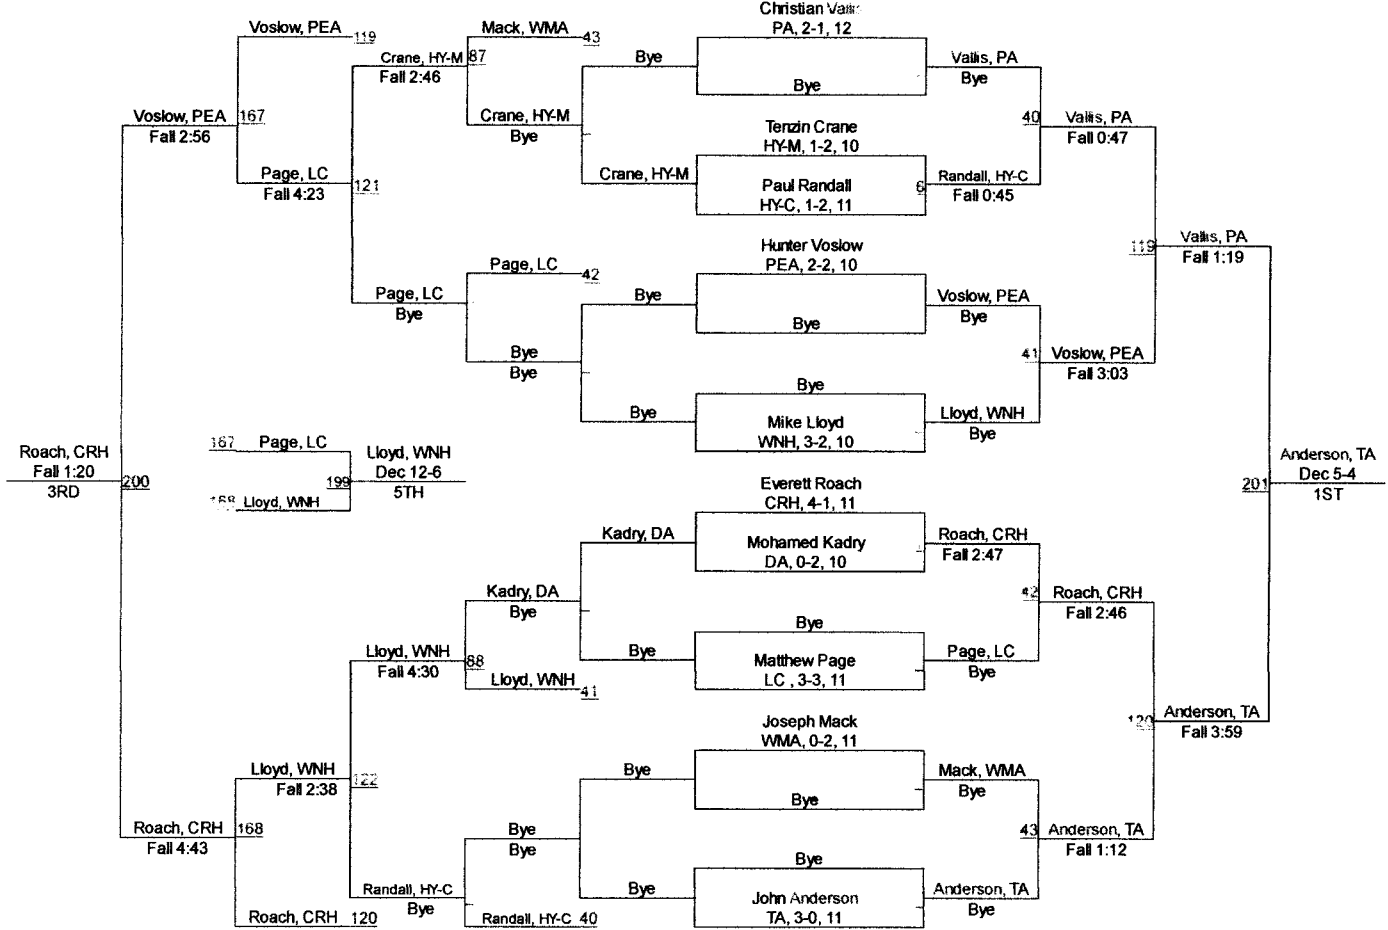 Christian Vallis
PA, 2-1, 12
Voslow, PEA
119
Mack, WMA
43
Crane, HY-M
87
Fall 2:46
Bye
Bye
Vallis, PA
Bye
Voslow, PEA
167
Fall 2:56
Crane, HY-M
Bye
Tenzin Crane
HY-M, 1-2, 10
40
Vallis, PA
Fall 0:47
Page, LC
121
Fall 4:23
Crane, HY-M
Paul Randall
HY-C, 1-2, 11
6
Randall, HY-C
Fall 0:45
Hunter Voslow
PEA, 2-2, 10
119
Vallis, PA
Fall 1:19
Page, LC
42
Page, LC
Bye
Bye
Bye
Voslow, PEA
Bye
Bye
Bye
41
Voslow, PEA
Fall 3:03
Bye
Bye
Mike Lloyd
WNH, 3-2, 10
Lloyd, WNH
Bye
Roach, CRH
Fall 1:20
3RD
200
167
Page, LC
168
Lloyd, WNH
199
Lloyd, WNH
Dec 12-6
5TH
201
Anderson, TA
Dec 5-4
1ST
Everett Roach
CRH, 4-1, 11
Kadry, DA
Mohamed Kadry
DA, 0-2, 10
Roach, CRH
Fall 2:47
Kadry, DA
Bye
42
Roach, CRH
Fall 2:46
Bye
Bye
Matthew Page
LC , 3-3, 11
Page, LC
Bye
Lloyd, WNH
88
Fall 4:30
Lloyd, WNH
41
Joseph Mack
WMA, 0-2, 11
120
Anderson, TA
Fall 3:59
Lloyd, WNH
122
Fall 2:38
Bye
Bye
Mack, WMA
Bye
Roach, CRH
168
Fall 4:43
Bye
Bye
43
Anderson, TA
Fall 1:12
Bye
Randall, HY-C
Bye
Bye
John Anderson
TA, 3-0, 11
Anderson, TA
Bye
Roach, CRH
120
Randall, HY-C
40